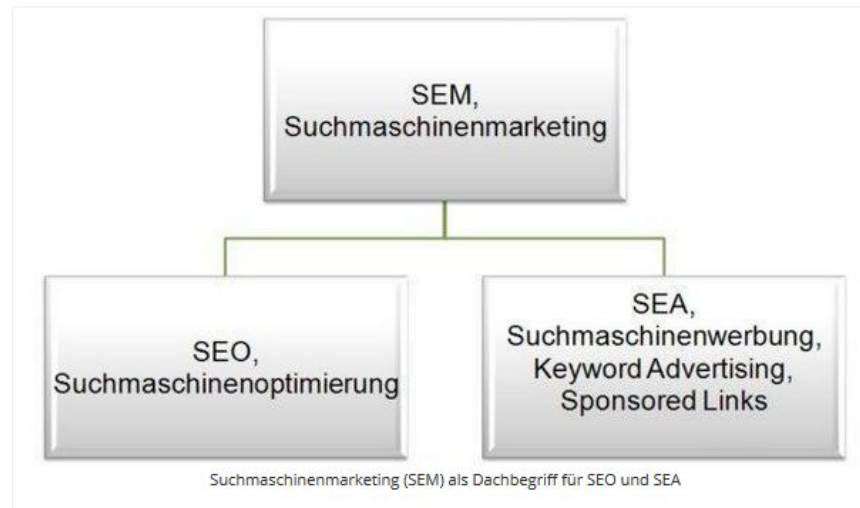 SEM,
Suchmaschinenmarketing
SEO,
Suchmaschinenoptimierung
SEA,
Suchmaschinenwerbung,
Keyword Advertising,
Sponsored Links
Suchmaschinenmarketing (SEM) als Dachbegriff für SEO und SEA